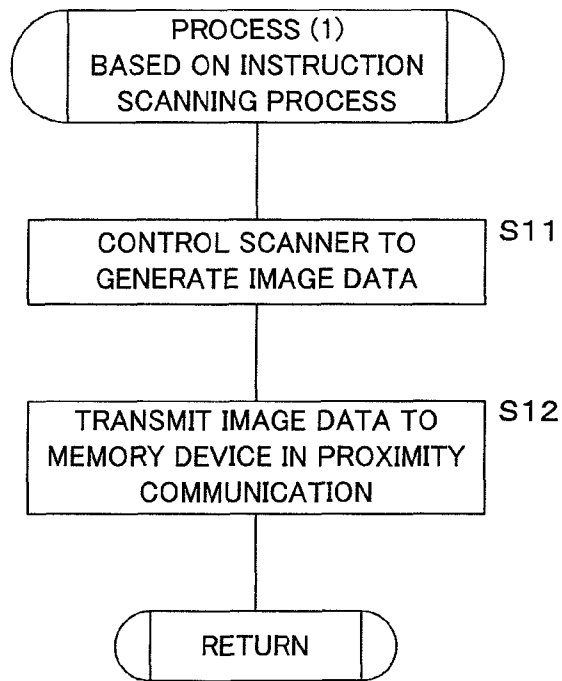 PROCESS (1)
BASED ON INSTRUCTION
SCANNING PROCESS
CONTROL SCANNER TO
GENERATE IMAGE DATA
S11
TRANSMIT IMAGE DATA TO
MEMORY DEVICE IN PROXIMITY
COMMUNICATION
S12
RETURN